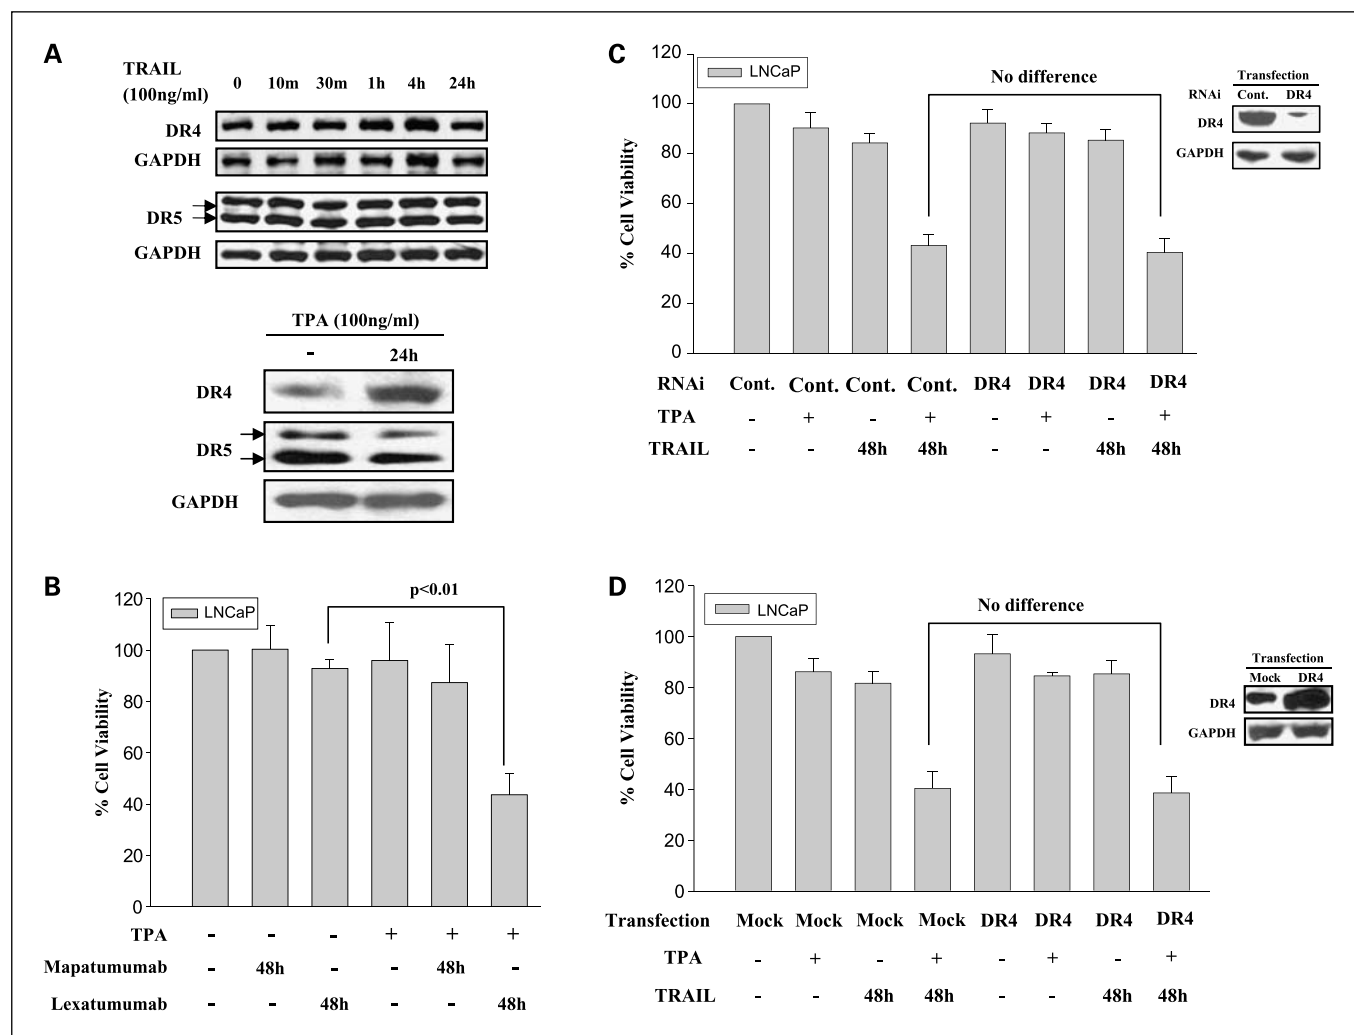 A
TRAIL
(100ng/ml)
0 10m 30m 1h 4h 24h
DR4
GAPDH
DR5
GAPDH
TPA (100ng/ml)
- 24h
DR4
DR5
GAPDH
B
120
100
80
60
40
20
0
% Cell Viability
LNCaP
p<0.01
TPA - - - + + +
Mapatumumab - 48h - - 48h -
Lexatumumab - - 48h - - 48h
C
120
100
80
60
40
20
0
% Cell Viability
LNCaP
No difference
RNAi Cont. Cont. Cont. Cont. DR4 DR4 DR4 DR4
TPA - + - + - + - +
TRAIL - - 48h 48h - - 48h 48h
Transfection
RNAi Cont. DR4
DR4
GAPDH
D
120
100
80
60
40
20
0
% Cell Viability
LNCaP
No difference
Transfection Mock Mock Mock Mock DR4 DR4 DR4 DR4
TPA - + - + - + - +
TRAIL - - 48h 48h - - 48h 48h
Transfection
Mock DR4
DR4
GAPDH